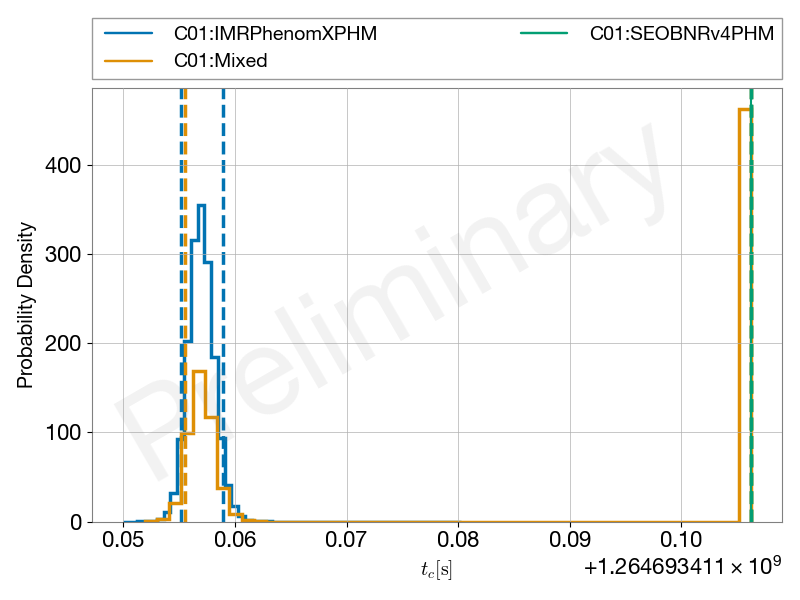 C01:IMRPhenomXPHM
C01:SEOBNRv4PHM
C01:Mixed
Probability Density
400
300
200
100
0
Preliminary
0.05
0.06
0.07
0.08
0.09
0.10
t_c[s]
+1.264693411 × 10⁹